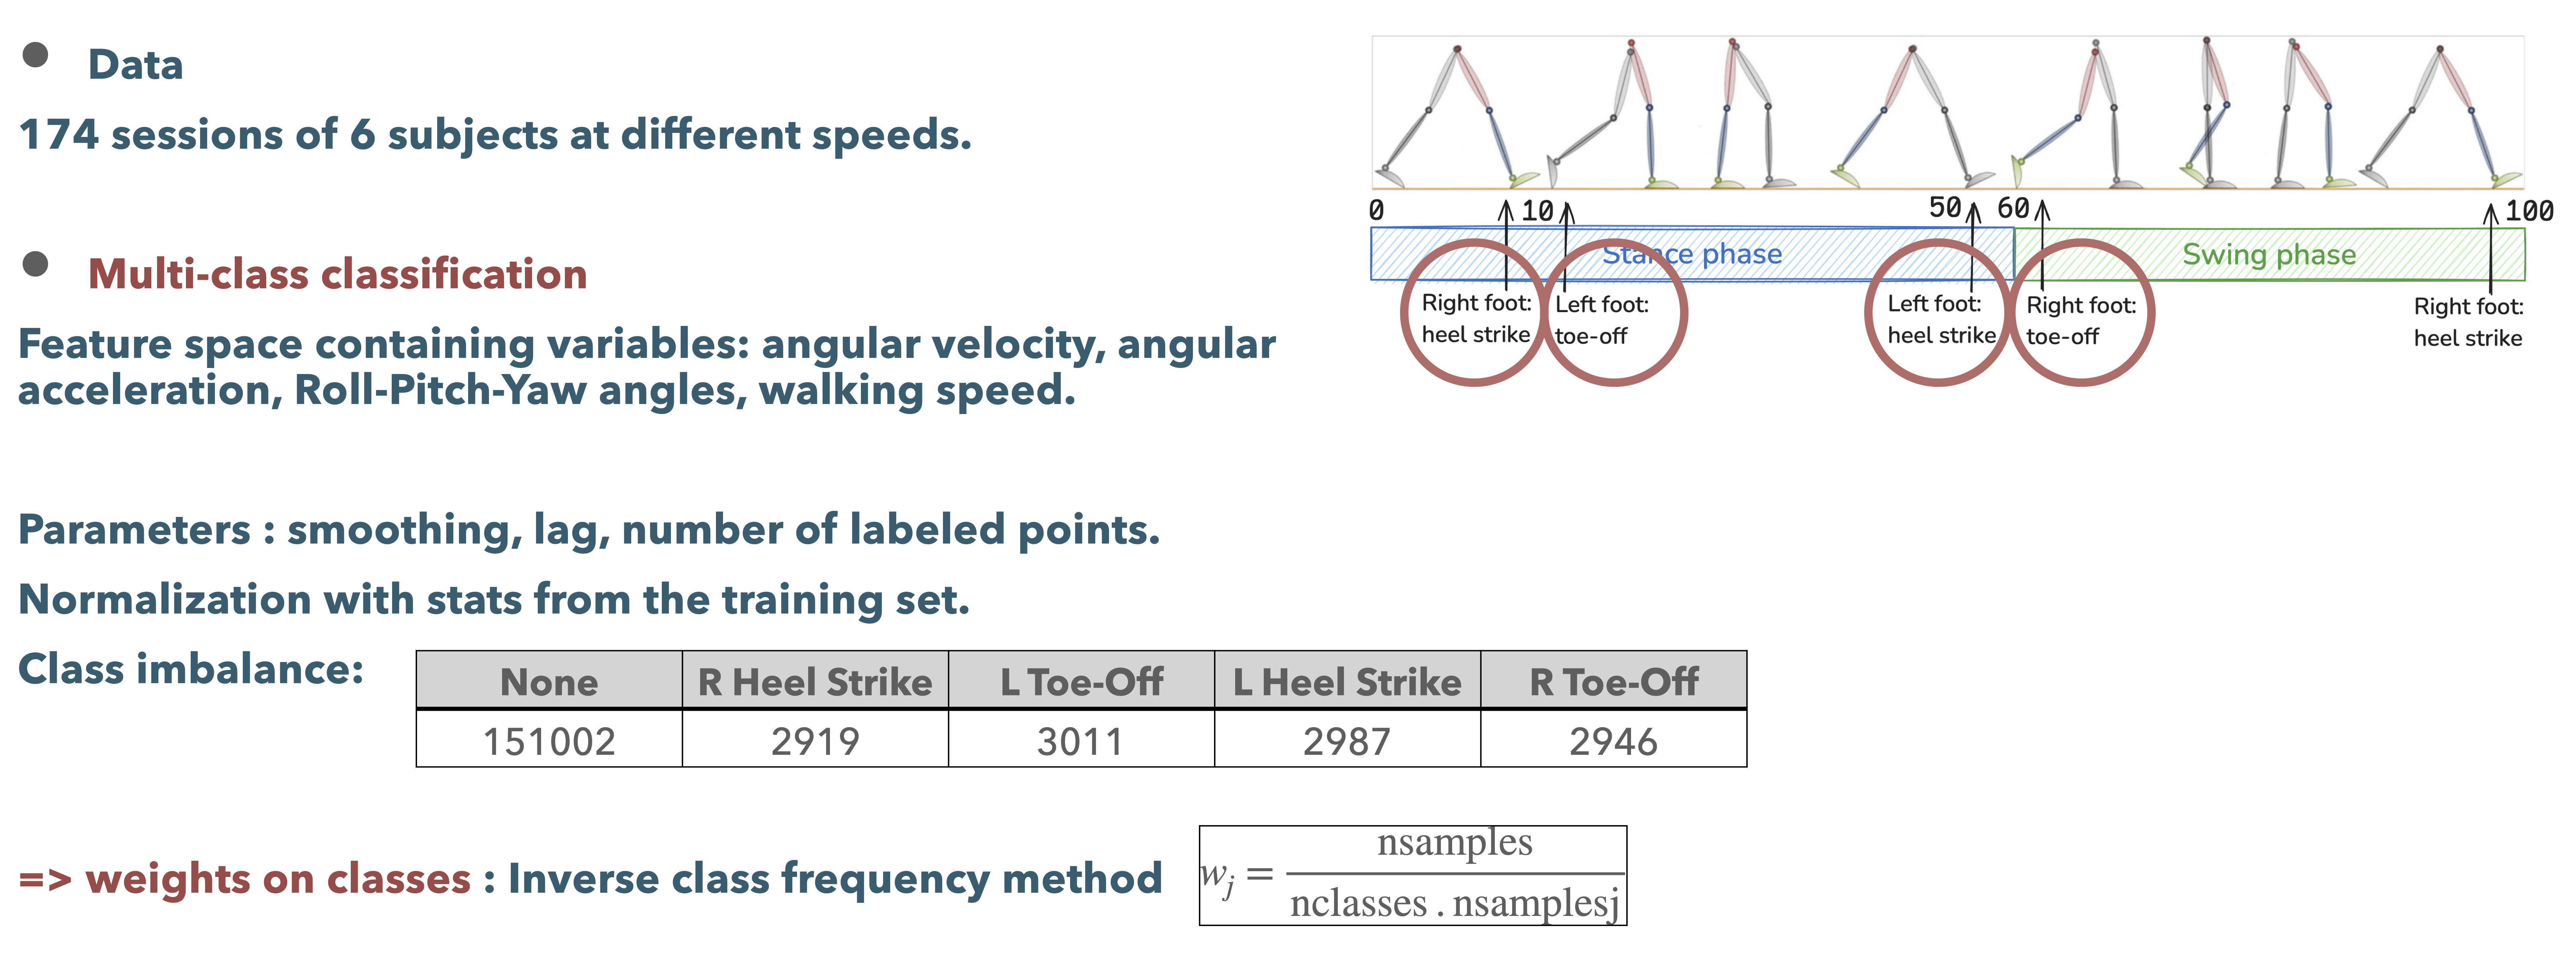 Data
174 sessions of 6 subjects at different speeds.
Multi-class classification
Feature space containing variables: angular velocity, angular
acceleration, Roll-Pitch-Yaw angles, walking speed.
0 10 50 60 100
Stance phase Swing phase
Right foot:
heel strike
Left foot:
toe-off
Left foot:
heel strike
Right foot:
toe-off
Right foot:
heel strike
Parameters : smoothing, lag, number of labeled points.
Normalization with stats from the training set.
Class imbalance:
None R Heel Strike L Toe-Off L Heel Strike R Toe-Off
151002 2919 3011 2987 2946
=> weights on classes : Inverse class frequency method
w_j = nsamples / nclasses . nsamplesj